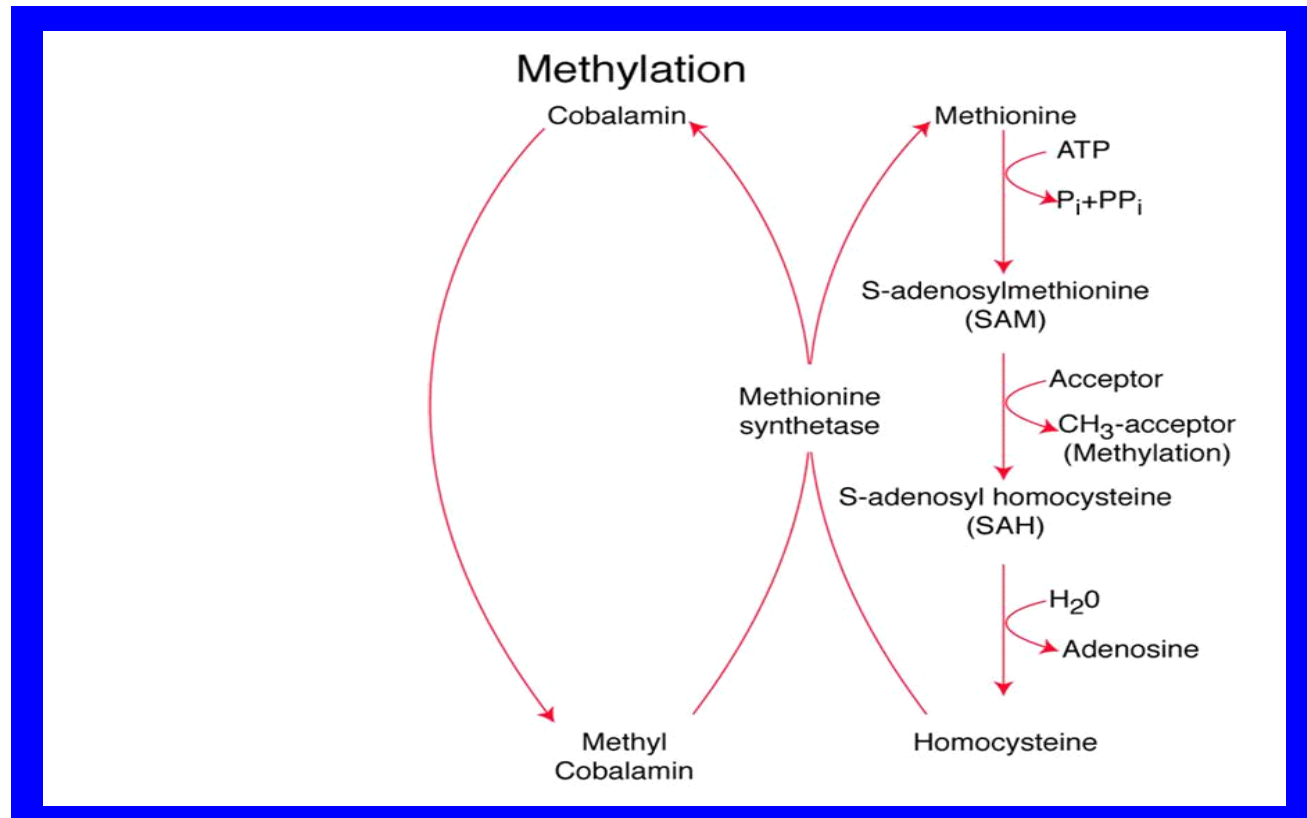 Methylation
Cobalamin
Methionine
ATP
Pi+PPi
S-adenosylmethionine
(SAM)
Methionine
synthetase
Acceptor
CH3-acceptor
(Methylation)
S-adenosyl homocysteine
(SAH)
H20
Adenosine
Methyl
Cobalamin
Homocysteine